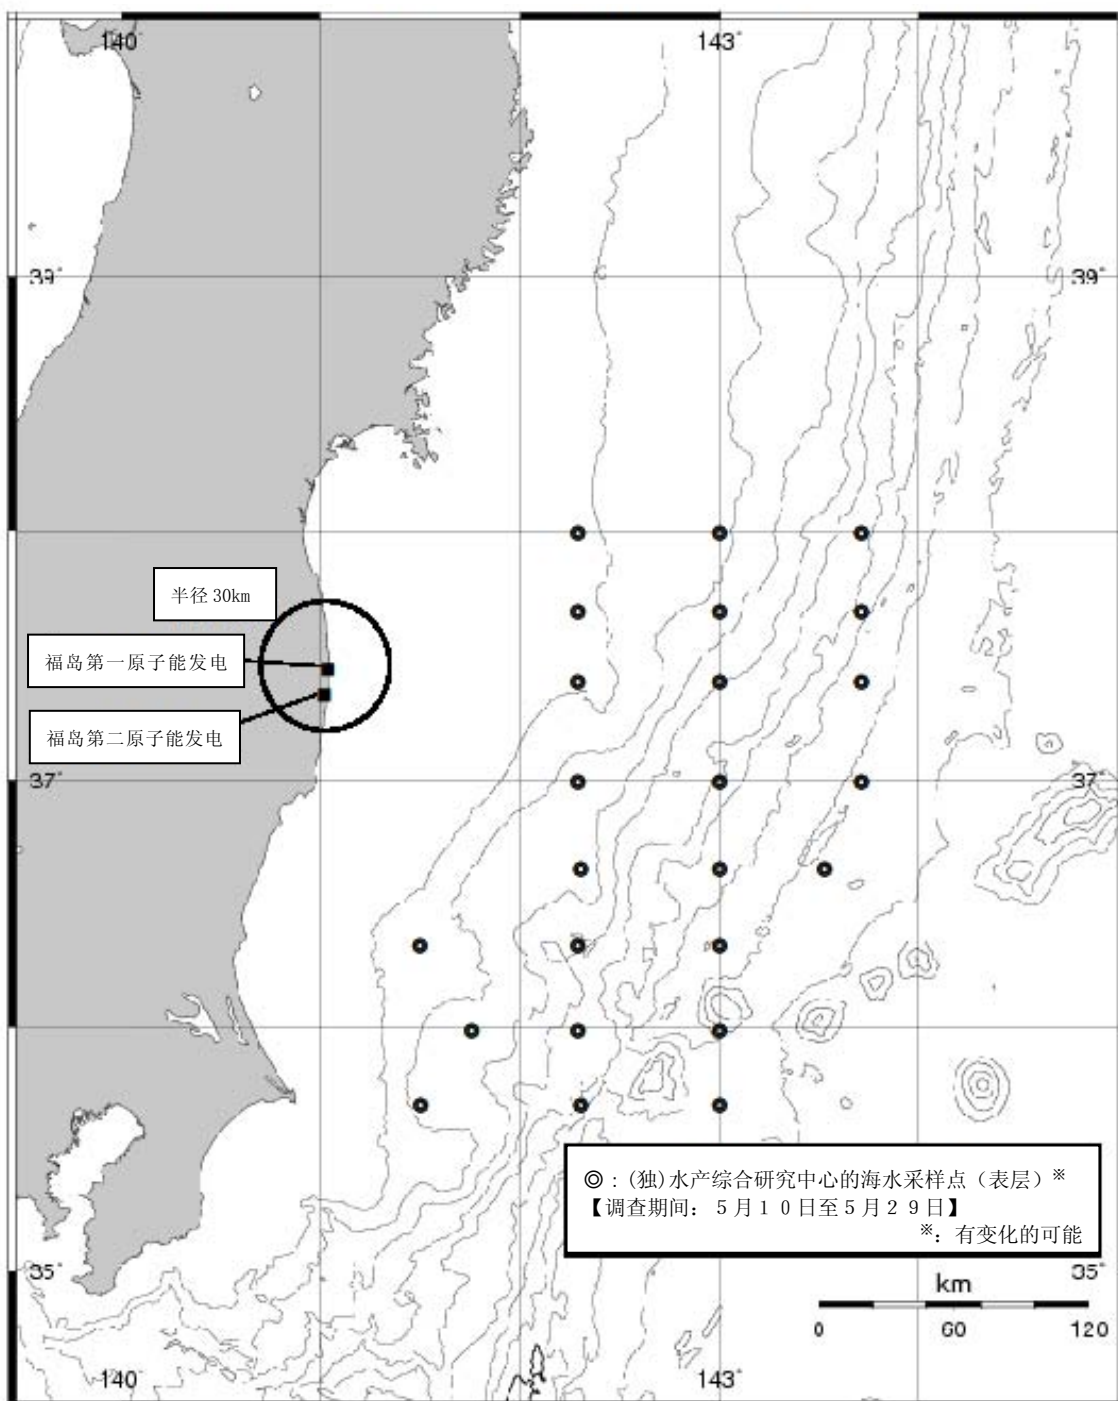 140°
143°
39°
39°
半径 30km
福岛第一原子能发电
福岛第二原子能发电
37°
37°
◎：(独)水产综合研究中心的海水采样点（表层）※
【调查期间：５月１０日至５月２９日】
※：有变化的可能
35°
35°
km
0 60 120
140°
143°